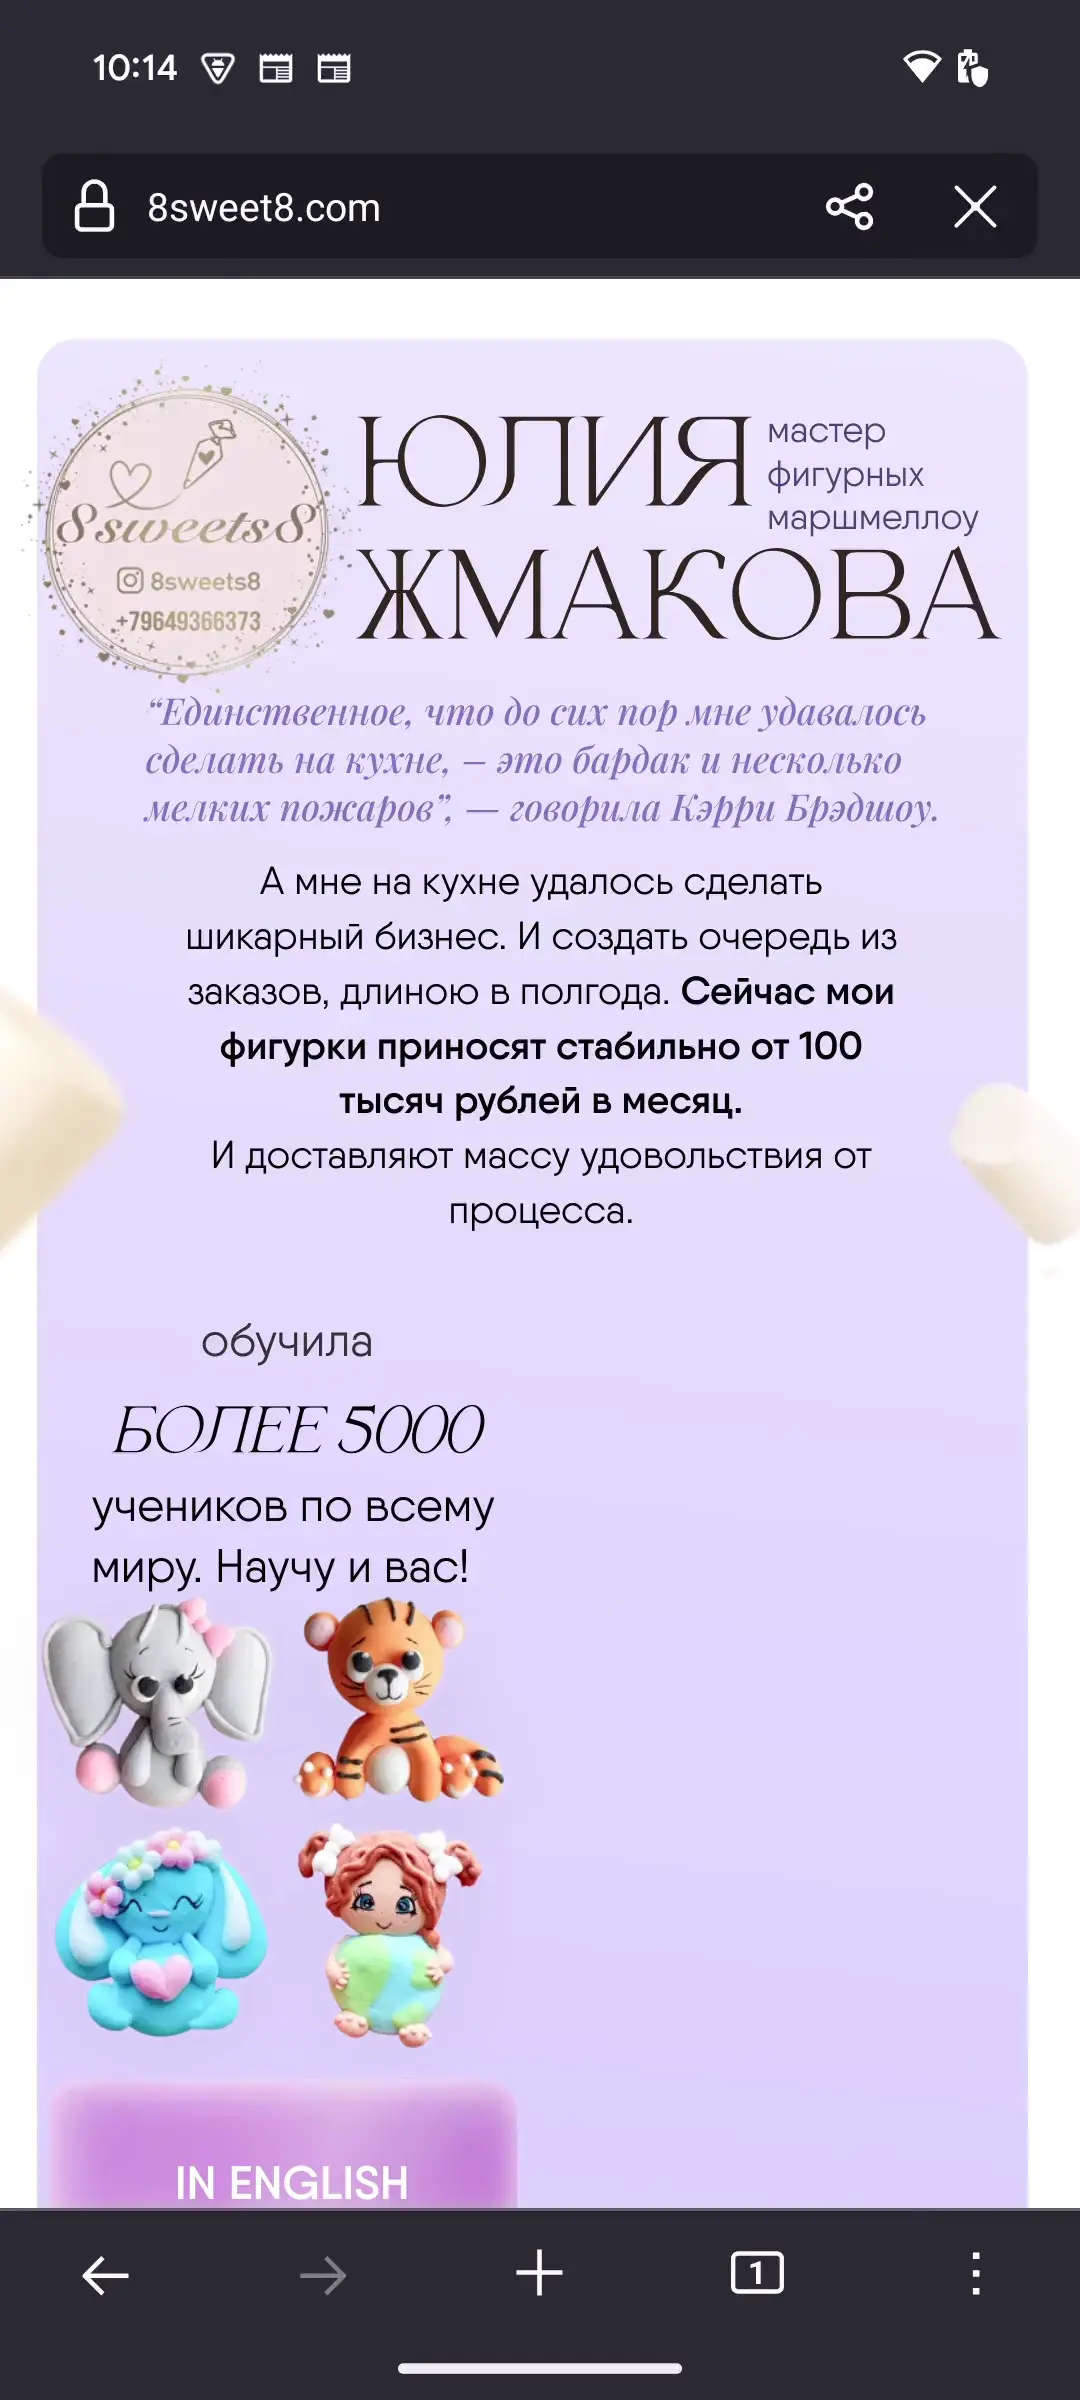 10:14
8sweet8.com
8sweets8
8sweets8
+79649366373
ЮЛИЯ
мастер
фигурных
маршмеллоу
ЖМАКОВА
“Единственное, что до сих пор мне удавалось
сделать на кухне, – это бардак и несколько
мелких пожаров”, — говорила Кэрри Брэдшоу.
А мне на кухне удалось сделать
шикарный бизнес. И создать очередь из
заказов, длиною в полгода. Сейчас мои
фигурки приносят стабильно от 100
тысяч рублей в месяц.
И доставляют массу удовольствия от
процесса.
обучила
БОЛЕЕ 5000
учеников по всему
миру. Научу и вас!
IN ENGLISH
1